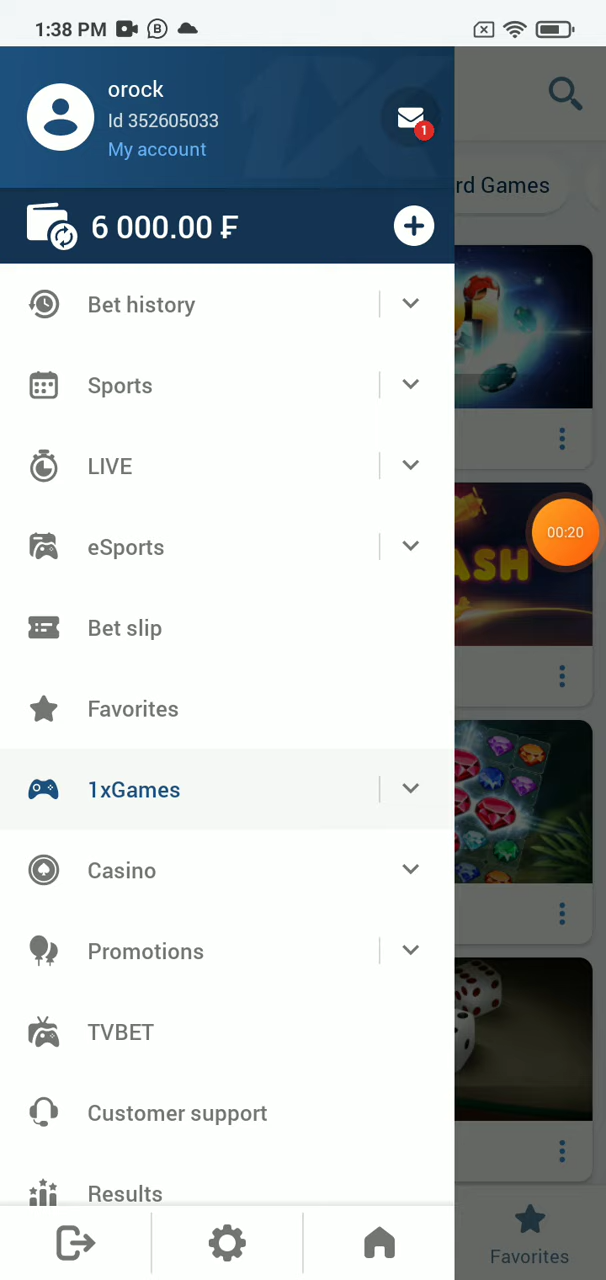 1:38 PM
orock
Id 352605033
1
My account
6 000.00 ₣
rd Games
Bet history
Sports
LIVE
eSports
00:20
ASH
Bet slip
Favorites
1xGames
Casino
Promotions
TVBET
Customer support
Results
Favorites